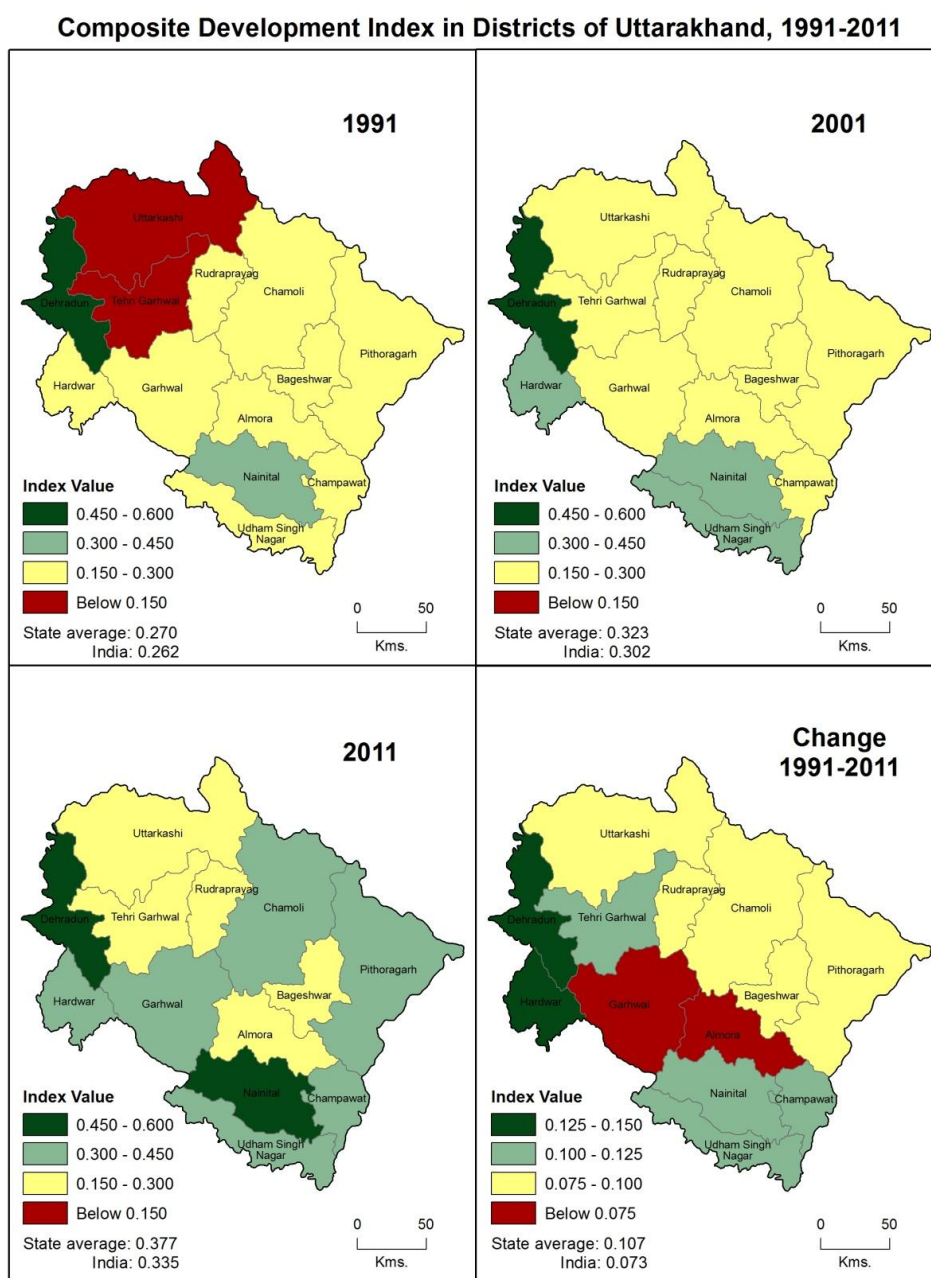 Composite Development Index in Districts of Uttarakhand, 1991-2011
1991
Uttarkashi
Dehradun
Tehri Garhwal
Rudraprayag
Chamoli
Hardwar
Garhwal
Bageshwar
Pithoragarh
Almora
Nainital
Champawat
Udham Singh
Nagar
Index Value
0.450 - 0.600
0.300 - 0.450
0.150 - 0.300
Below 0.150
State average: 0.270
India: 0.262
0 50
Kms.
2001
Uttarkashi
Dehradun
Tehri Garhwal
Rudraprayag
Chamoli
Hardwar
Garhwal
Bageshwar
Pithoragarh
Almora
Nainital
Champawat
Udham Singh
Nagar
Index Value
0.450 - 0.600
0.300 - 0.450
0.150 - 0.300
Below 0.150
State average: 0.323
India: 0.302
0 50
Kms.
2011
Uttarkashi
Dehradun
Tehri Garhwal
Rudraprayag
Chamoli
Hardwar
Garhwal
Bageshwar
Pithoragarh
Almora
Nainital
Champawat
Udham Singh
Nagar
Index Value
0.450 - 0.600
0.300 - 0.450
0.150 - 0.300
Below 0.150
State average: 0.377
India: 0.335
0 50
Kms.
Change
1991-2011
Uttarkashi
Dehradun
Tehri Garhwal
Rudraprayag
Chamoli
Hardwar
Garhwal
Bageshwar
Pithoragarh
Almora
Nainital
Champawat
Udham Singh
Nagar
Index Value
0.125 - 0.150
0.100 - 0.125
0.075 - 0.100
Below 0.075
State average: 0.107
India: 0.073
0 50
Kms.